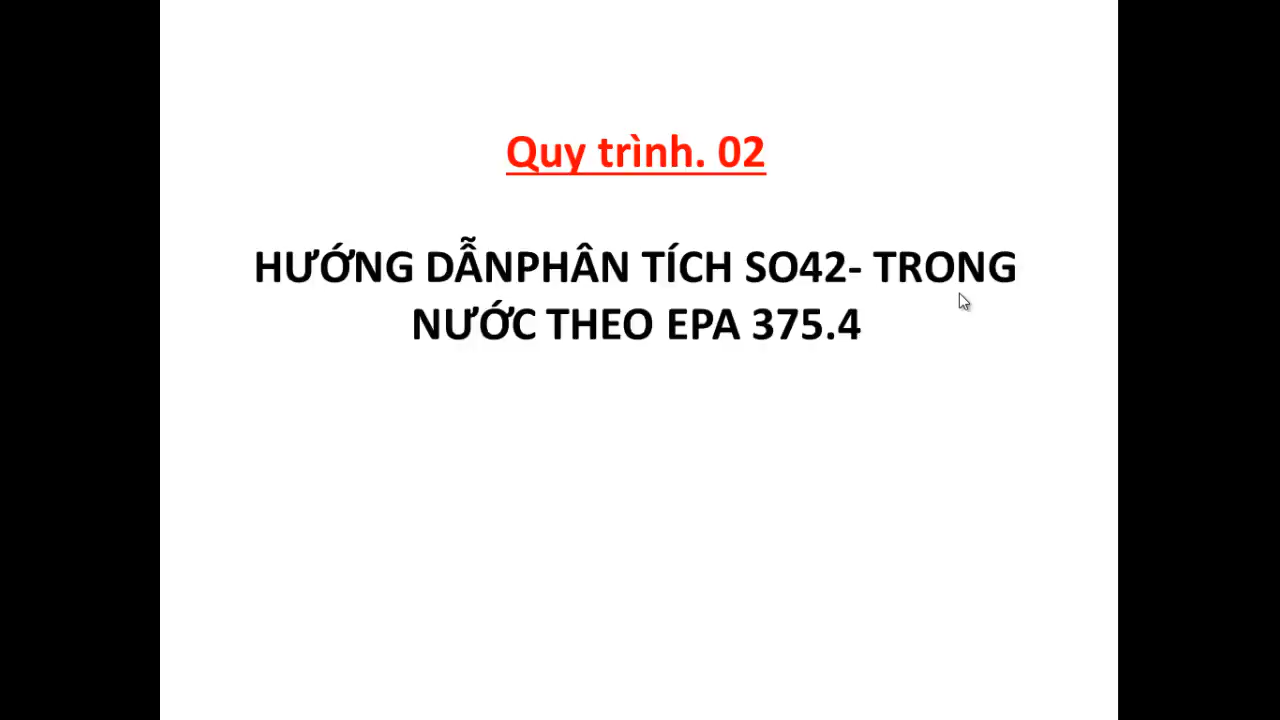 Quy trình. 02
HƯỚNG DẪNPHÂN TÍCH SO42- TRONG
NƯỚC THEO EPA 375.4